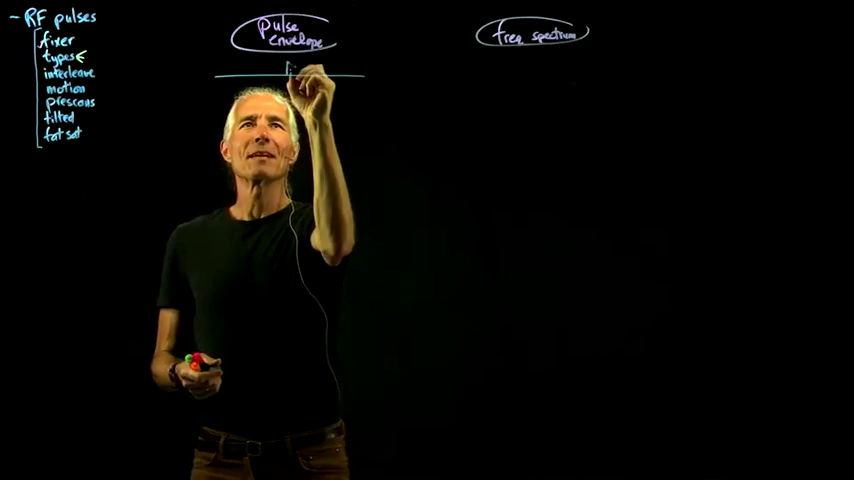 - RF pulses
fixer
types
interleave
motion
prescans
tilted
fat sat
pulse
envelope
freq spectrum